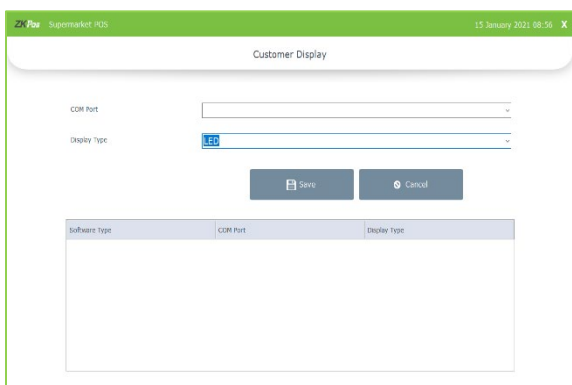 ZKPos Supermarket POS 15 January 2021 08:56 X
Customer Display
COM Port
Display Type LED
Save Cancel
Software Type COM Port Display Type